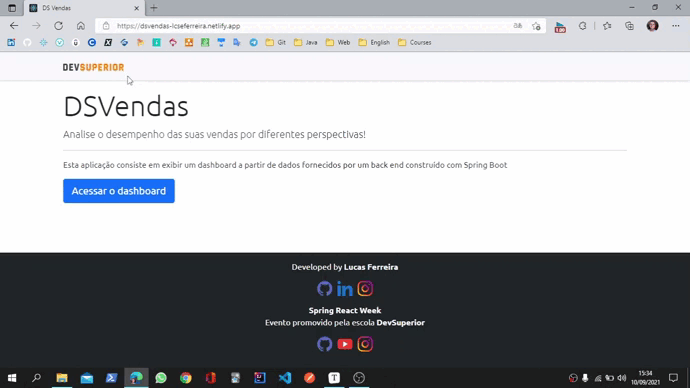 DS Vendas
https://dsvendas-lcseferreira.netlify.app
Git
Java
Web
English
Courses
DEVSUPERIOR
DSVendas
Analise o desempenho das suas vendas por diferentes perspectivas!
Esta aplicação consiste em exibir um dashboard a partir de dados fornecidos por um back end construído com Spring Boot
Acessar o dashboard
Developed by Lucas Ferreira
Spring React Week
Evento promovido pela escola DevSuperior
15:34
10/09/2021